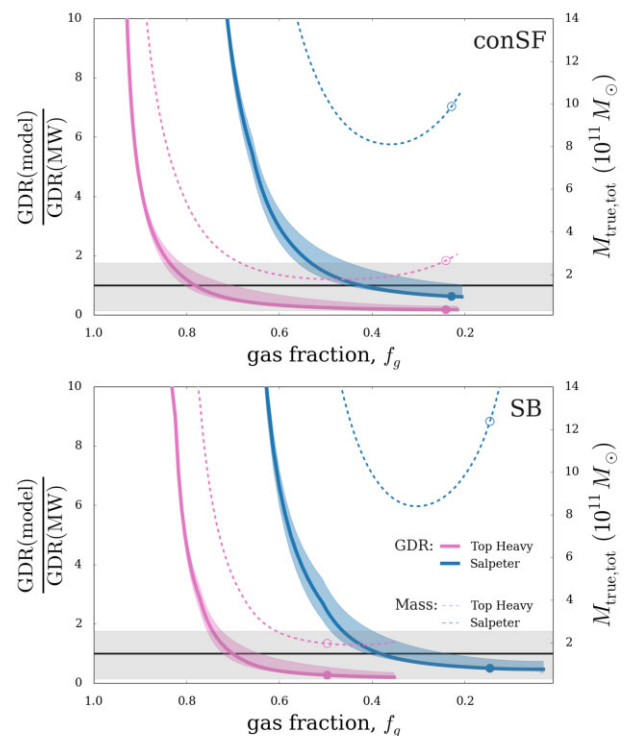 conSF
10
8
6
4
2
0
GDR(model)
GDR(MW)
14
12
10
8
6
4
2
M_true,tot (10^11 M_⊙)
1.0 0.8 0.6 0.4 0.2
gas fraction, f_g
SB
10
8
6
4
2
0
GDR(model)
GDR(MW)
14
12
10
8
6
4
2
M_true,tot (10^11 M_⊙)
GDR: Top Heavy
Salpeter
Mass: Top Heavy
Salpeter
1.0 0.8 0.6 0.4 0.2
gas fraction, f_g